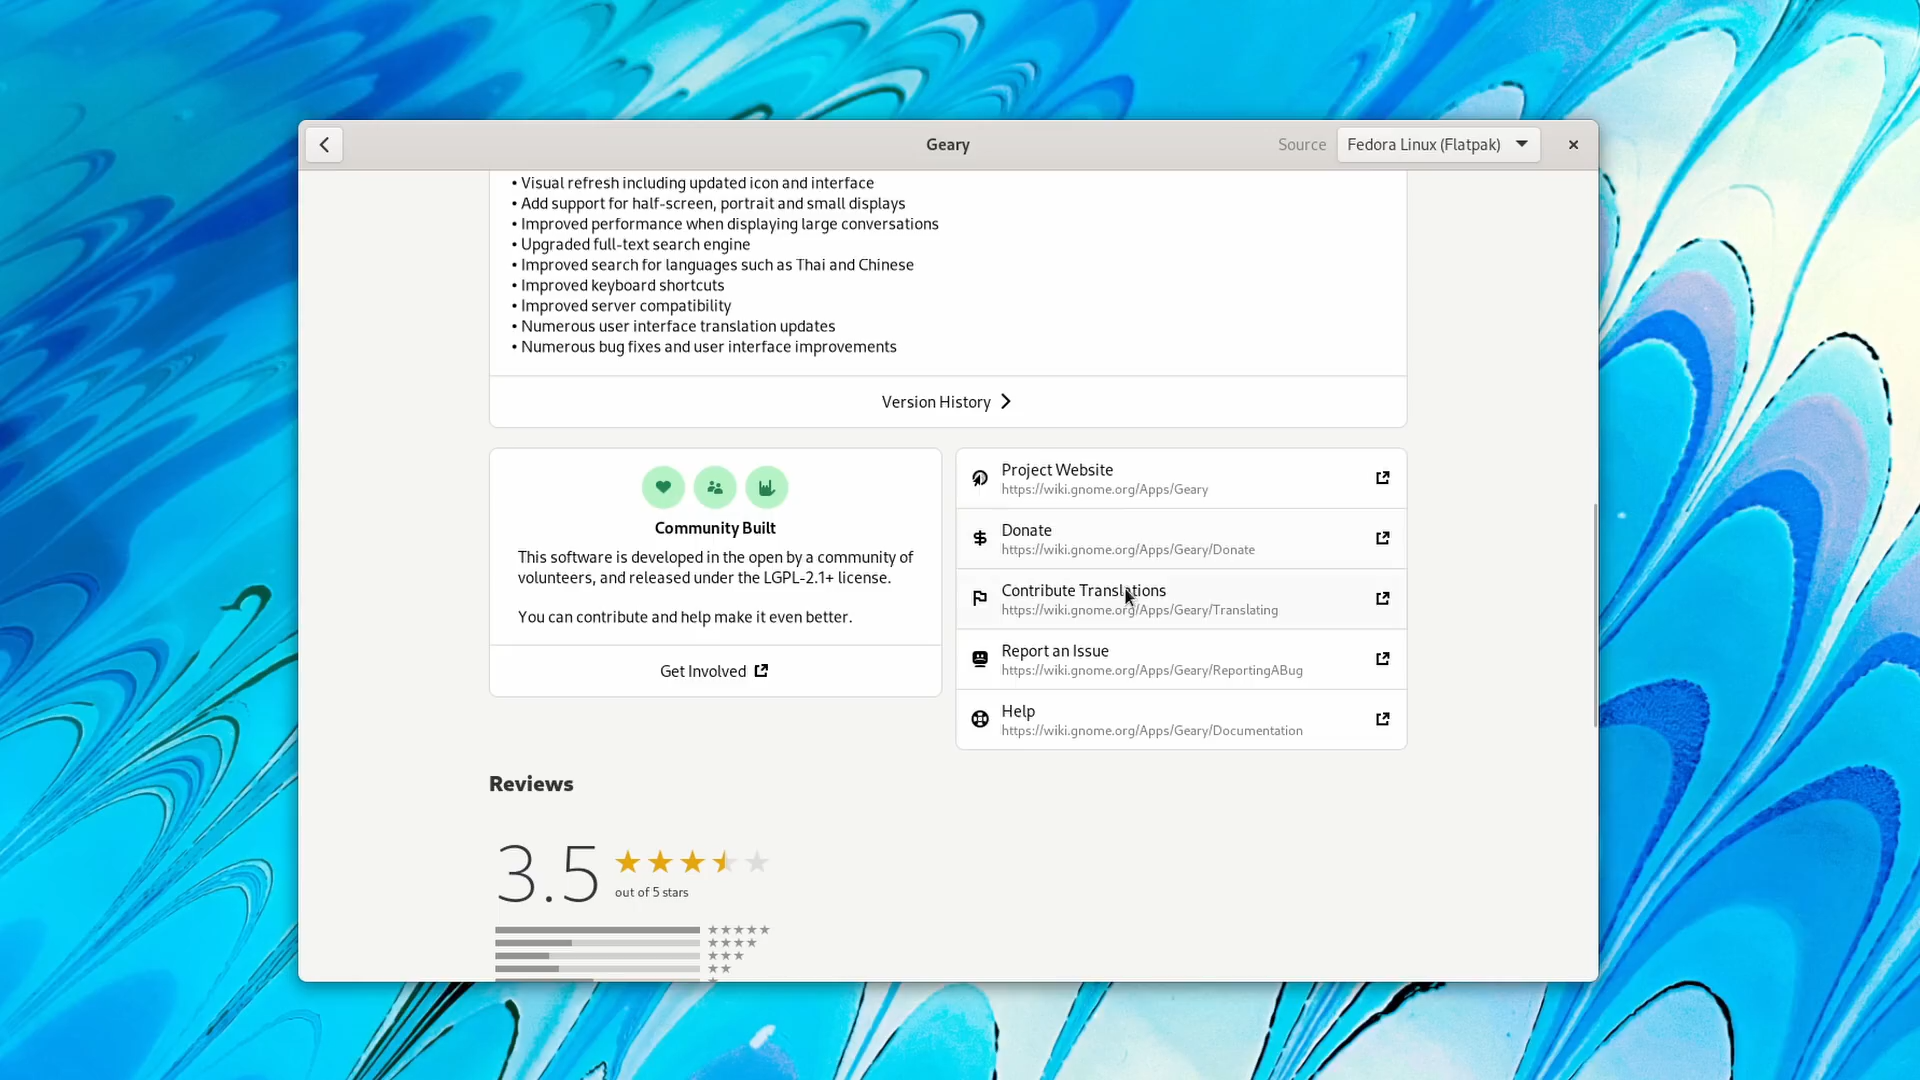 Geary
Source
Fedora Linux (Flatpak)
• Visual refresh including updated icon and interface
• Add support for half-screen, portrait and small displays
• Improved performance when displaying large conversations
• Upgraded full-text search engine
• Improved search for languages such as Thai and Chinese
• Improved keyboard shortcuts
• Improved server compatibility
• Numerous user interface translation updates
• Numerous bug fixes and user interface improvements
Version History
Community Built
This software is developed in the open by a community of
volunteers, and released under the LGPL-2.1+ license.
You can contribute and help make it even better.
Get Involved
Project Website
https://wiki.gnome.org/Apps/Geary
Donate
https://wiki.gnome.org/Apps/Geary/Donate
Contribute Translations
https://wiki.gnome.org/Apps/Geary/Translating
Report an Issue
https://wiki.gnome.org/Apps/Geary/ReportingABug
Help
https://wiki.gnome.org/Apps/Geary/Documentation
Reviews
3.5
out of 5 stars